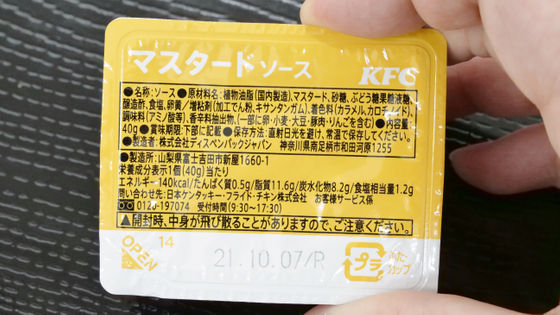 マスタードソース KFC
●名称:ソース●原材料名:植物油脂(国内製造)、マスタード、砂糖、ぶどう糖果糖液糖、
醸造酢、食塩、卵黄/増粘剤(加工でん粉、キサンタンガム)、着色料(カラメル、カロチノイド)、
調味料(アミノ酸等)、香辛料抽出物、(一部に卵・小麦・大豆・豚肉・りんごを含む)●内容量:
40g●賞味期限:下部に記載●保存方法:直射日光を避け、常温で保存してください。
●製造者:株式会社ディスペンパックジャパン 神奈川県南足柄市和田河原1255
●製造所:山梨県富士吉田市新屋1660-1
栄養成分表示1個(40g)当たり
エネルギー 140kcal/たんぱく質0.5g/脂質11.6g/炭水化物8.2g/食塩相当量1.2g
問い合わせ先:日本ケンタッキー・フライド・チキン株式会社 お客様サービス係
0120-197074 受付時間(9:30~17:30)
▲開封時、中身が飛び散ることがありますので、ご注意ください。
OPEN
14
21.10.07/R
プラ
ふた・
カップ